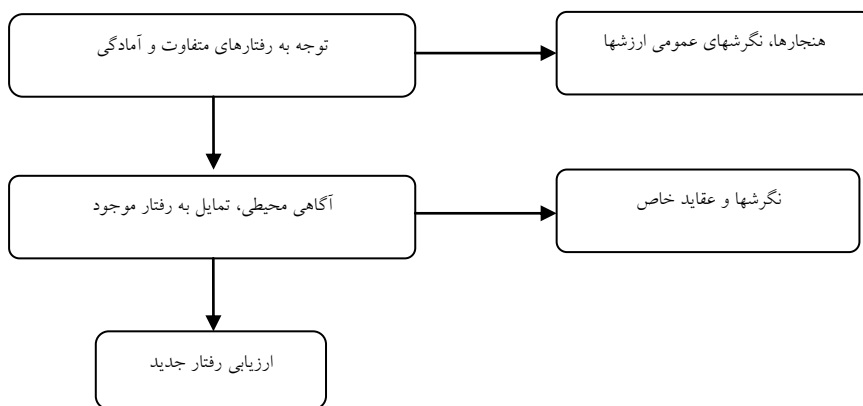 هنجارها، نگرشهای عمومی ارزشها
توجه به رفتارهای متفاوت و آمادگی
نگرشها و عقاید خاص
آگاهی محیطی، تمایل به رفتار موجود
ارزیابی رفتار جدید